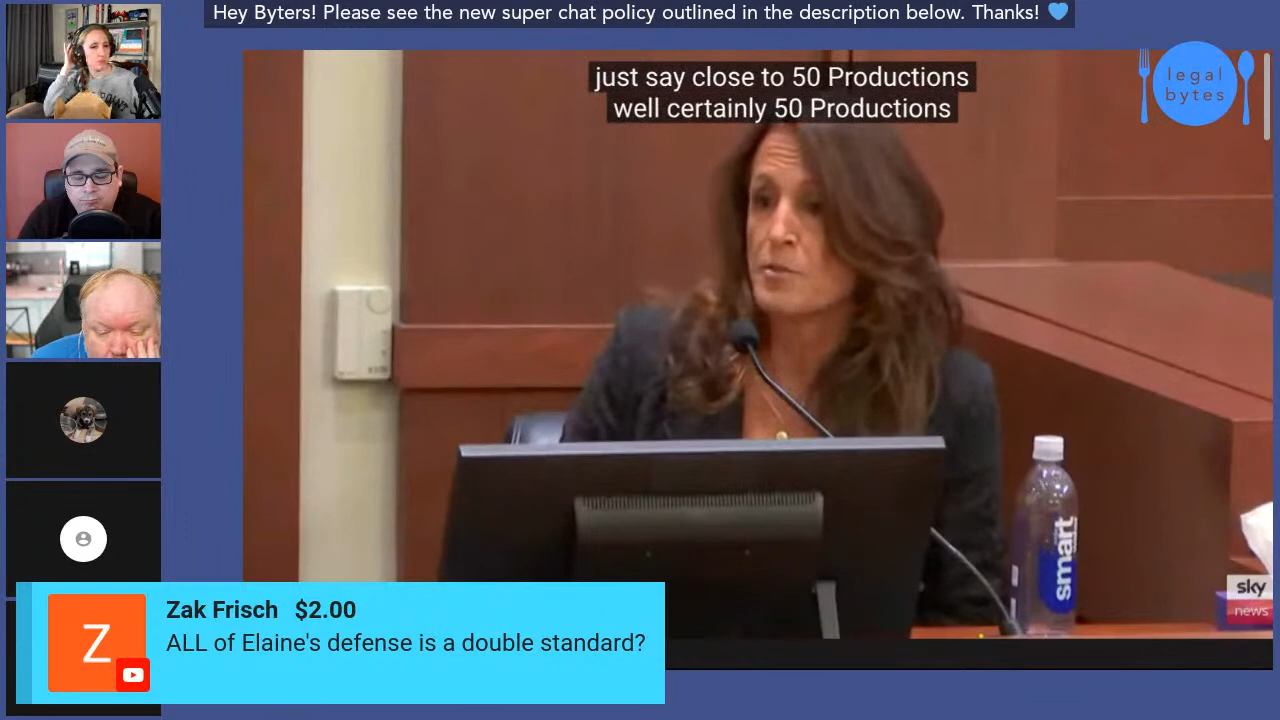 Hey Byters! Please see the new super chat policy outlined in the description below. Thanks! 💙
legal
bytes
just say close to 50 Productions
well certainly 50 Productions
smart
sky
news
Z
Zak Frisch $2.00
ALL of Elaine's defense is a double standard?